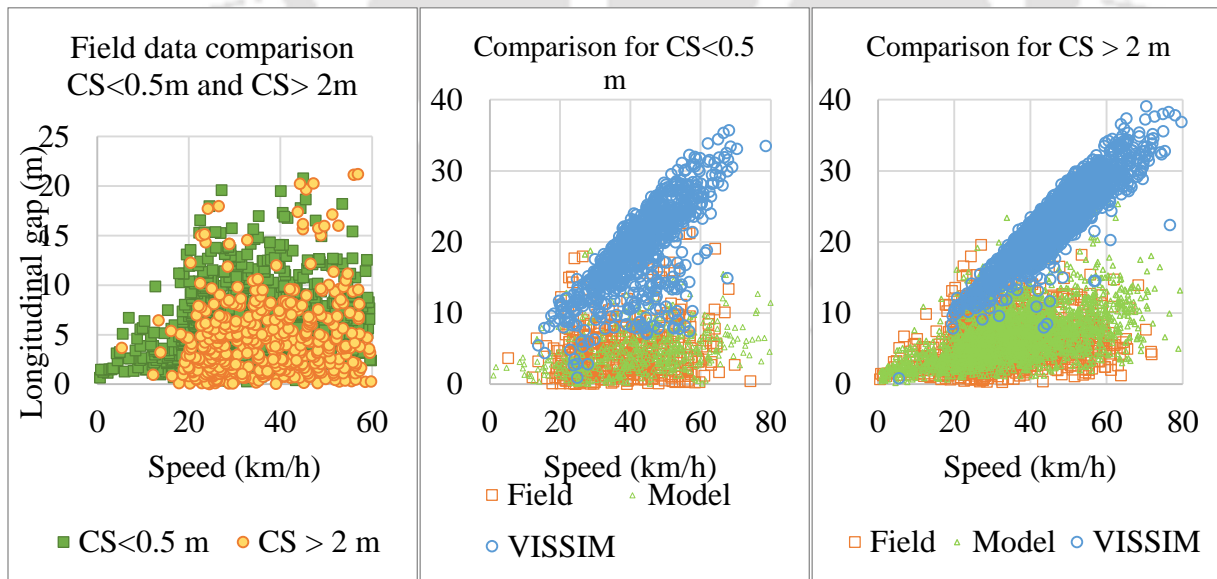 Field data comparison
CS<0.5m and CS> 2m
Longitudinal gap (m)
25
20
15
10
5
0
0 20 40 60
Speed (km/h)
CS<0.5 m CS > 2 m
Comparison for CS<0.5
m
40
30
20
10
0
0 20 40 60 80
Speed (km/h)
Field Model
VISSIM
Comparison for CS > 2 m
40
30
20
10
0
0 20 40 60 80
Speed (km/h)
Field Model VISSIM